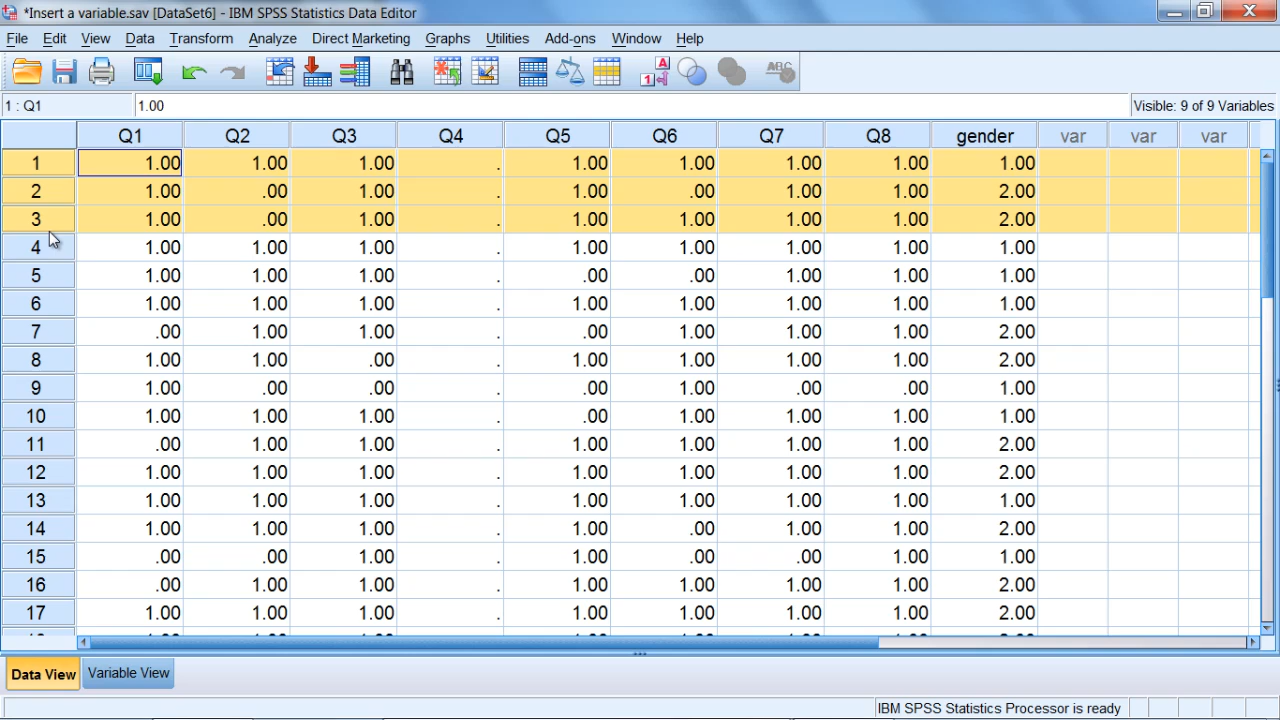 *Insert a variable.sav [DataSet6] - IBM SPSS Statistics Data Editor
File Edit View Data Transform Analyze Direct Marketing Graphs Utilities Add-ons Window Help
1 : Q1 1.00 Visible: 9 of 9 Variables
Q1 Q2 Q3 Q4 Q5 Q6 Q7 Q8 gender var var var
1 1.00 1.00 1.00 . 1.00 1.00 1.00 1.00 1.00
2 1.00 .00 1.00 . 1.00 .00 1.00 1.00 2.00
3 1.00 .00 1.00 . 1.00 1.00 1.00 1.00 2.00
4 1.00 1.00 1.00 . 1.00 1.00 1.00 1.00 1.00
5 1.00 1.00 1.00 . .00 .00 1.00 1.00 1.00
6 1.00 1.00 1.00 . 1.00 1.00 1.00 1.00 1.00
7 .00 1.00 1.00 . .00 1.00 1.00 1.00 2.00
8 1.00 1.00 .00 . 1.00 1.00 1.00 1.00 2.00
9 1.00 .00 .00 . .00 1.00 .00 .00 1.00
10 1.00 1.00 1.00 . .00 1.00 1.00 1.00 1.00
11 .00 1.00 1.00 . 1.00 1.00 1.00 1.00 2.00
12 1.00 1.00 1.00 . 1.00 1.00 1.00 1.00 2.00
13 1.00 1.00 1.00 . 1.00 1.00 1.00 1.00 1.00
14 1.00 1.00 1.00 . 1.00 .00 1.00 1.00 2.00
15 .00 .00 1.00 . 1.00 .00 .00 1.00 1.00
16 .00 1.00 1.00 . 1.00 1.00 1.00 1.00 2.00
17 1.00 1.00 1.00 . 1.00 1.00 1.00 1.00 2.00
Data View Variable View
IBM SPSS Statistics Processor is ready